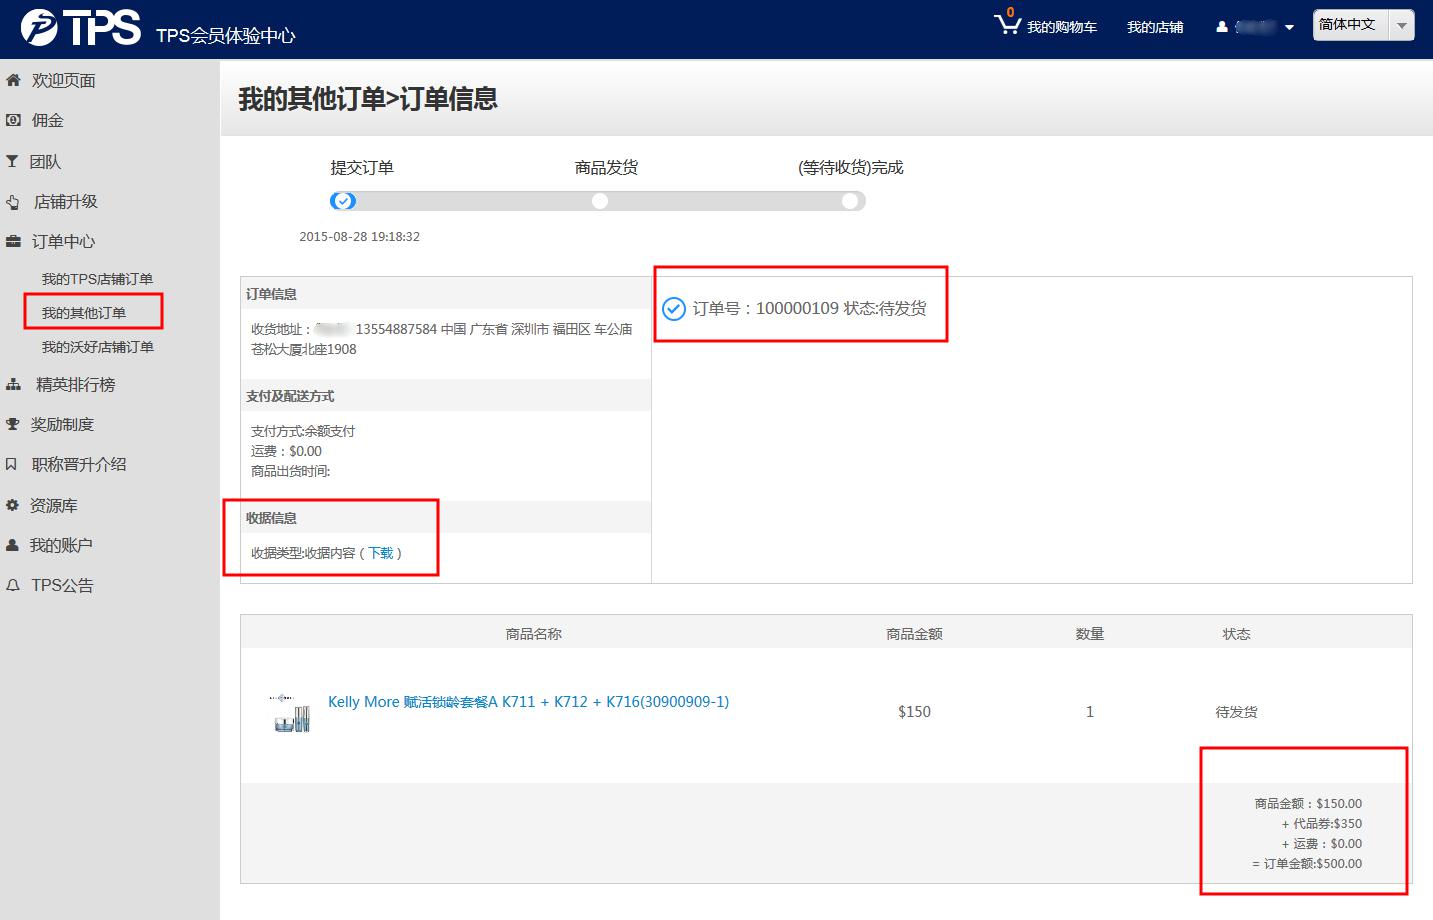 TPS TPS会员体验中心
0
我的购物车
我的店铺
简体中文
欢迎页面
佣金
团队
店铺升级
订单中心
我的TPS店铺订单
我的其他订单
我的沃好店铺订单
精英排行榜
奖励制度
职称晋升介绍
资源库
我的账户
TPS公告
我的其他订单>订单信息
提交订单
商品发货
(等待收货)完成
2015-08-28 19:18:32
订单信息
收货地址： 13554887584 中国 广东省 深圳市 福田区 车公庙
苍松大厦北座1908
支付及配送方式
支付方式:余额支付
运费：$0.00
商品出货时间:
收据信息
收据类型:收据内容（下载）
订单号：100000109 状态:待发货
商品名称
商品金额
数量
状态
Kelly More 赋活锁龄套餐A K711 + K712 + K716(30900909-1)
$150
1
待发货
商品金额：$150.00
+ 代品券:$350
+ 运费：$0.00
= 订单金额:$500.00